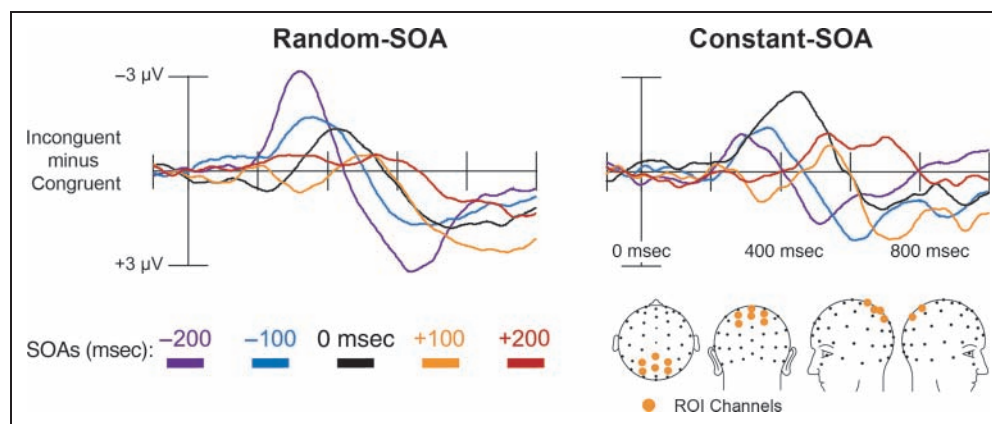 Random-SOA
Constant-SOA
–3 µV
Inconguent
minus
Congruent
+3 µV
0 msec
400 msec
800 msec
SOAs (msec):
–200
–100
0 msec
+100
+200
ROI Channels